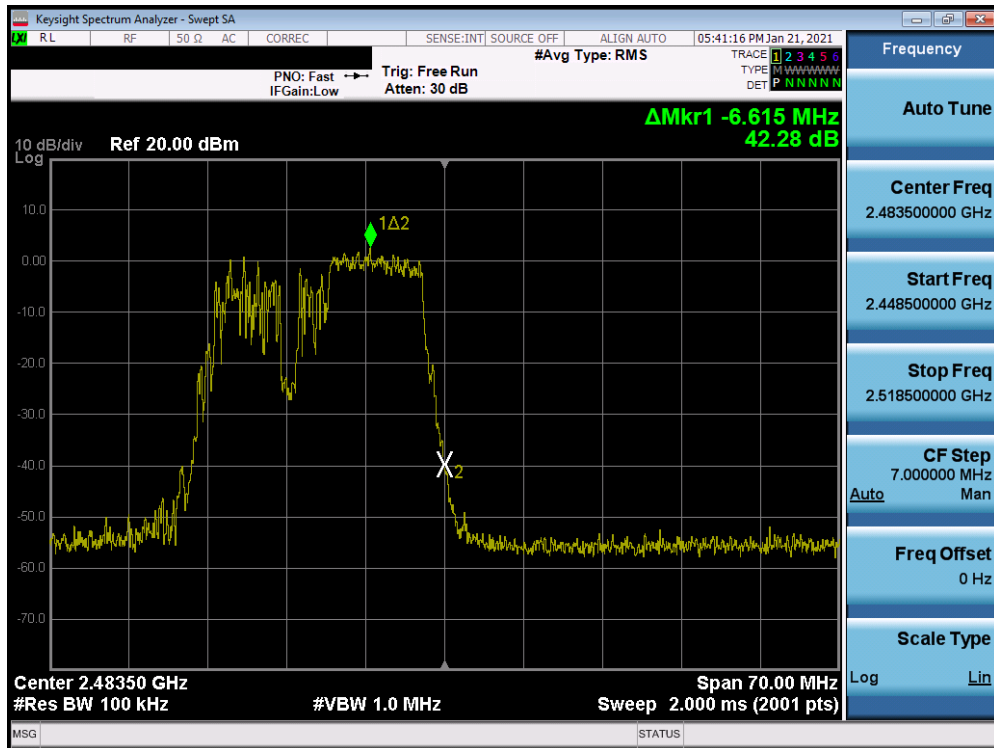 Keysight Spectrum Analyzer - Swept SA
LXI RL RF 50 Ω AC CORREC SENSE:INT SOURCE OFF ALIGN AUTO 05:41:16 PM Jan 21, 2021
#Avg Type: RMS
TRACE 1 2 3 4 5 6
TYPE M W W W W W
DET P N N N N N
PNO: Fast
IFGain:Low
Trig: Free Run
Atten: 30 dB
ΔMkr1 -6.615 MHz
42.28 dB
10 dB/div
Log
Ref 20.00 dBm
10.0
0.00
-10.0
-20.0
-30.0
-40.0
-50.0
-60.0
-70.0
1Δ2
2
Center 2.48350 GHz
#Res BW 100 kHz
#VBW 1.0 MHz
Span 70.00 MHz
Sweep 2.000 ms (2001 pts)
MSG
STATUS
Frequency
Auto Tune
Center Freq
2.483500000 GHz
Start Freq
2.448500000 GHz
Stop Freq
2.518500000 GHz
CF Step
7.000000 MHz
Auto Man
Freq Offset
0 Hz
Scale Type
Log Lin